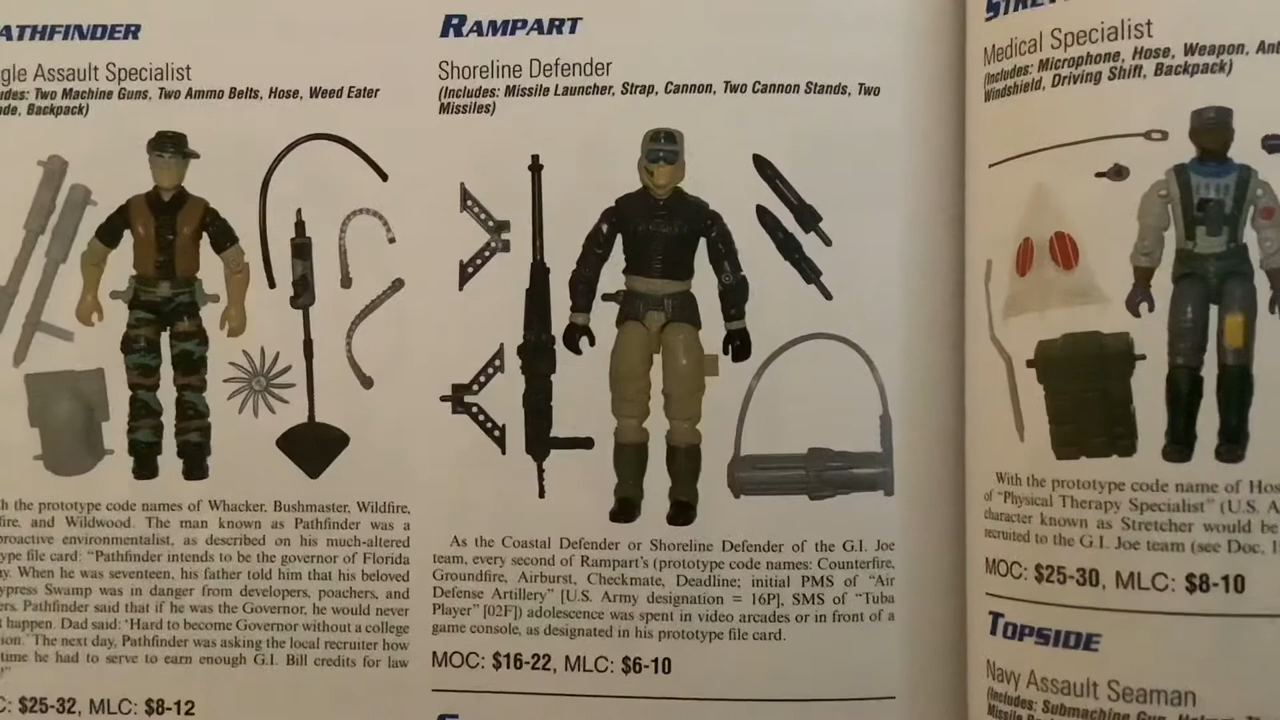 ATHFINDER
gle Assault Specialist
udes: Two Machine Guns, Two Ammo Belts, Hose, Weed Eater
de, Backpack)
h the prototype code names of Whacker, Bushmaster, Wildfire,
fire, and Wildwood. The man known as Pathfinder was a
proactive environmentalist, as described on his much-altered
ype file card: "Pathfinder intends to be the governor of Florida
y. When he was seventeen, his father told him that his beloved
ypress Swamp was in danger from developers, poachers, and
ers. Pathfinder said that if he was the Governor, he would never
t happen. Dad said: 'Hard to become Governor without a college
ion.' The next day, Pathfinder was asking the local recruiter how
time he had to serve to earn enough G.I. Bill credits for law
C: $25-32, MLC: $8-12
RAMPART
Shoreline Defender
(Includes: Missile Launcher, Strap, Cannon, Two Cannon Stands, Two
Missiles)
As the Coastal Defender or Shoreline Defender of the G.I. Joe
team, every second of Rampart's (prototype code names: Counterfire,
Groundfire, Airburst, Checkmate, Deadline; initial PMS of "Air
Defense Artillery" [U.S. Army designation = 16P], SMS of "Tuba
Player" [02F]) adolescence was spent in video arcades or in front of a
game console, as designated in his prototype file card.
MOC: $16-22, MLC: $6-10
Medical Specialist
(Includes: Microphone, Hose, Weapon, Ant
Windshield, Driving Shift, Backpack)
With the prototype code name of Hos
of "Physical Therapy Specialist" (U.S. A
character known as Stretcher would be
recruited to the G.I. Joe team (see Doc, 1
MOC: $25-30, MLC: $8-10
TOPSIDE
Navy Assault Seaman
(Includes: Submachine Gun,